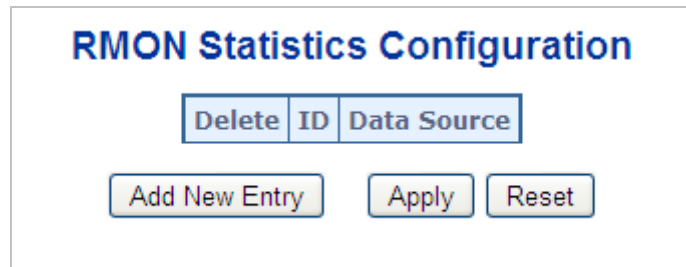 RMON Statistics Configuration
Delete ID Data Source
Add New Entry Apply Reset